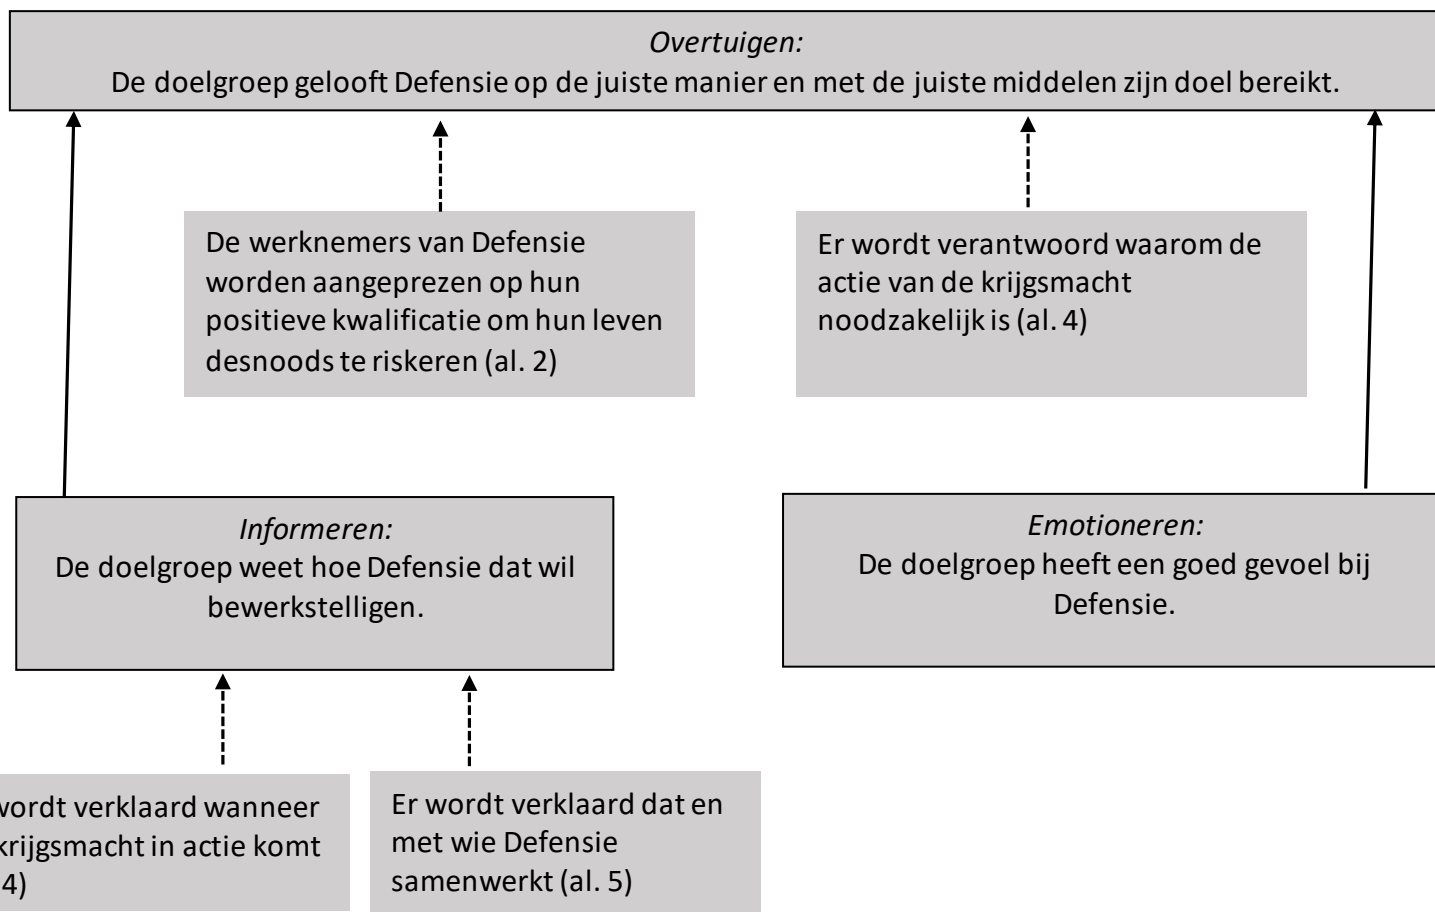 Overtuigen:
De doelgroep gelooft Defensie op de juiste manier en met de juiste middelen zijn doel bereikt.
De werknemers van Defensie
worden aangeprezen op hun
positieve kwalificatie om hun leven
desnoods te riskeren (al. 2)
Er wordt verantwoord waarom de
actie van de krijgsmacht
noodzakelijk is (al. 4)
Informeren:
De doelgroep weet hoe Defensie dat wil
bewerkstelligen.
Emotioneren:
De doelgroep heeft een goed gevoel bij
Defensie.
wordt verklaard wanneer
krijgsmacht in actie komt
4)
Er wordt verklaard dat en
met wie Defensie
samenwerkt (al. 5)